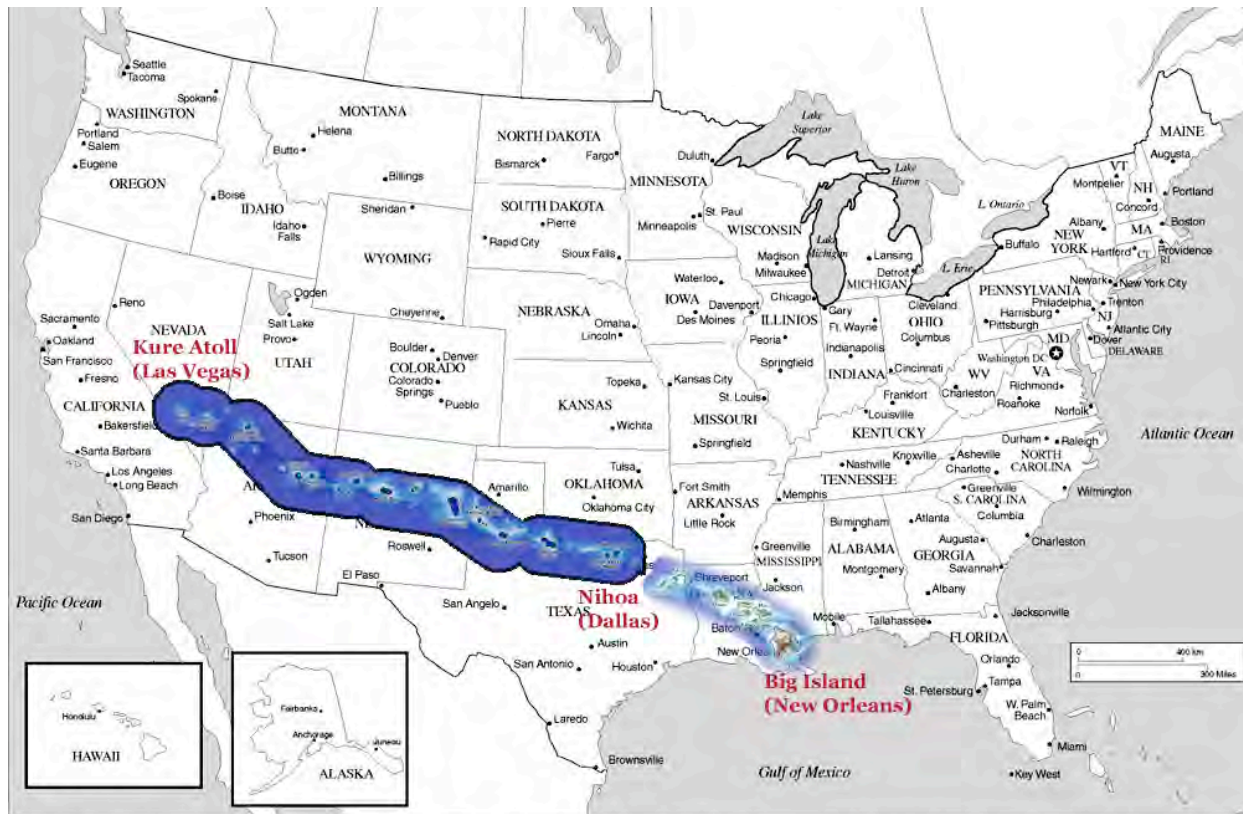 Seattle
Tacoma
Spokane
WASHINGTON
Portland
Salem
Eugene
OREGON
MONTANA
Helena
Butto
Billings
Boise
IDAHO
Idaho
Falls
Sheridan
WYOMING
Cheyenne
NORTH DAKOTA
Bismarck
Fargo
SOUTH DAKOTA
Pierre
Rapid City
Sioux Falls
Duluth
MINNESOTA
Minneapolis
St. Paul
WISCONSIN
Madison
Milwaukee
Lake
Superior
Lake
Huron
Lake
Michigan
L. Ontario
L. Erie
Lansing
Detroit
MICHIGAN
MAINE
Augusta
VT
Montpelier
NH
Concord
Portland
Boston
MA
Albany
NEW
YORK
Hartford
CT
Providence
RI
Buffalo
Newark
New York City
PENNSYLVANIA
Philadelphia
Trenton
Harrisburg
NJ
Pittsburgh
Atlantic City
MD
Dover
DELAWARE
Washington DC
Reno
Sacramento
Oakland
San Francisco
NEVADA
Fresno
CALIFORNIA
Bakersfield
Santa Barbara
Los Angeles
Long Beach
San Diego
Ogden
Salt Lake
Provo
UTAH
Kure Atoll
(Las Vegas)
Boulder
Denver
COLORADO
Colorado
Springs
Pueblo
NEBRASKA
Omaha
Lincoln
Topeka
KANSAS
Wichita
Waterloo
IOWA
Davenport
Des Moines
Chicago
ILLINIOS
Peoria
Springfield
Gary
Ft. Wayne
Indianapolis
INDIANA
Cleveland
OHIO
Columbus
Cincinnati
WV
Charleston
VA
Richmond
Roanoke
Norfolk
Kansas City
St. Louis
MISSOURI
Springfield
Frankfort
Louisville
KENTUCKY
Phoenix
Tucson
Roswell
El Paso
Amarillo
Tulsa
OKLAHOMA
Oklahoma City
Fort Smith
ARKANSAS
Little Rock
Memphis
Nashville
Knoxville
TENNESSEE
Durham
Raleigh
Asheville
NORTH
CAROLINA
Charlotte
Greenville
S. CAROLINA
Columbia
Wilmington
Charleston
Atlanta
Augusta
GEORGIA
Savannah
Albany
Birmingham
ALABAMA
Montgomery
Greenville
MISSISSIPPI
Jackson
Shreveport
Mobile
Tallahassee
Jacksonville
FLORIDA
Orlando
Tampa
St. Petersburg
W. Palm
Beach
Miami
Key West
Nihoa
(Dallas)
San Angelo
TEXAS
Austin
San Antonio
Houston
Laredo
Brownsville
Big Island
(New Orleans)
Pacific Ocean
Atlantic Ocean
Gulf of Mexico
Honolulu
HAWAII
Fairbanks
Anchorage
Juneau
ALASKA
0 400 km
0 300 Miles